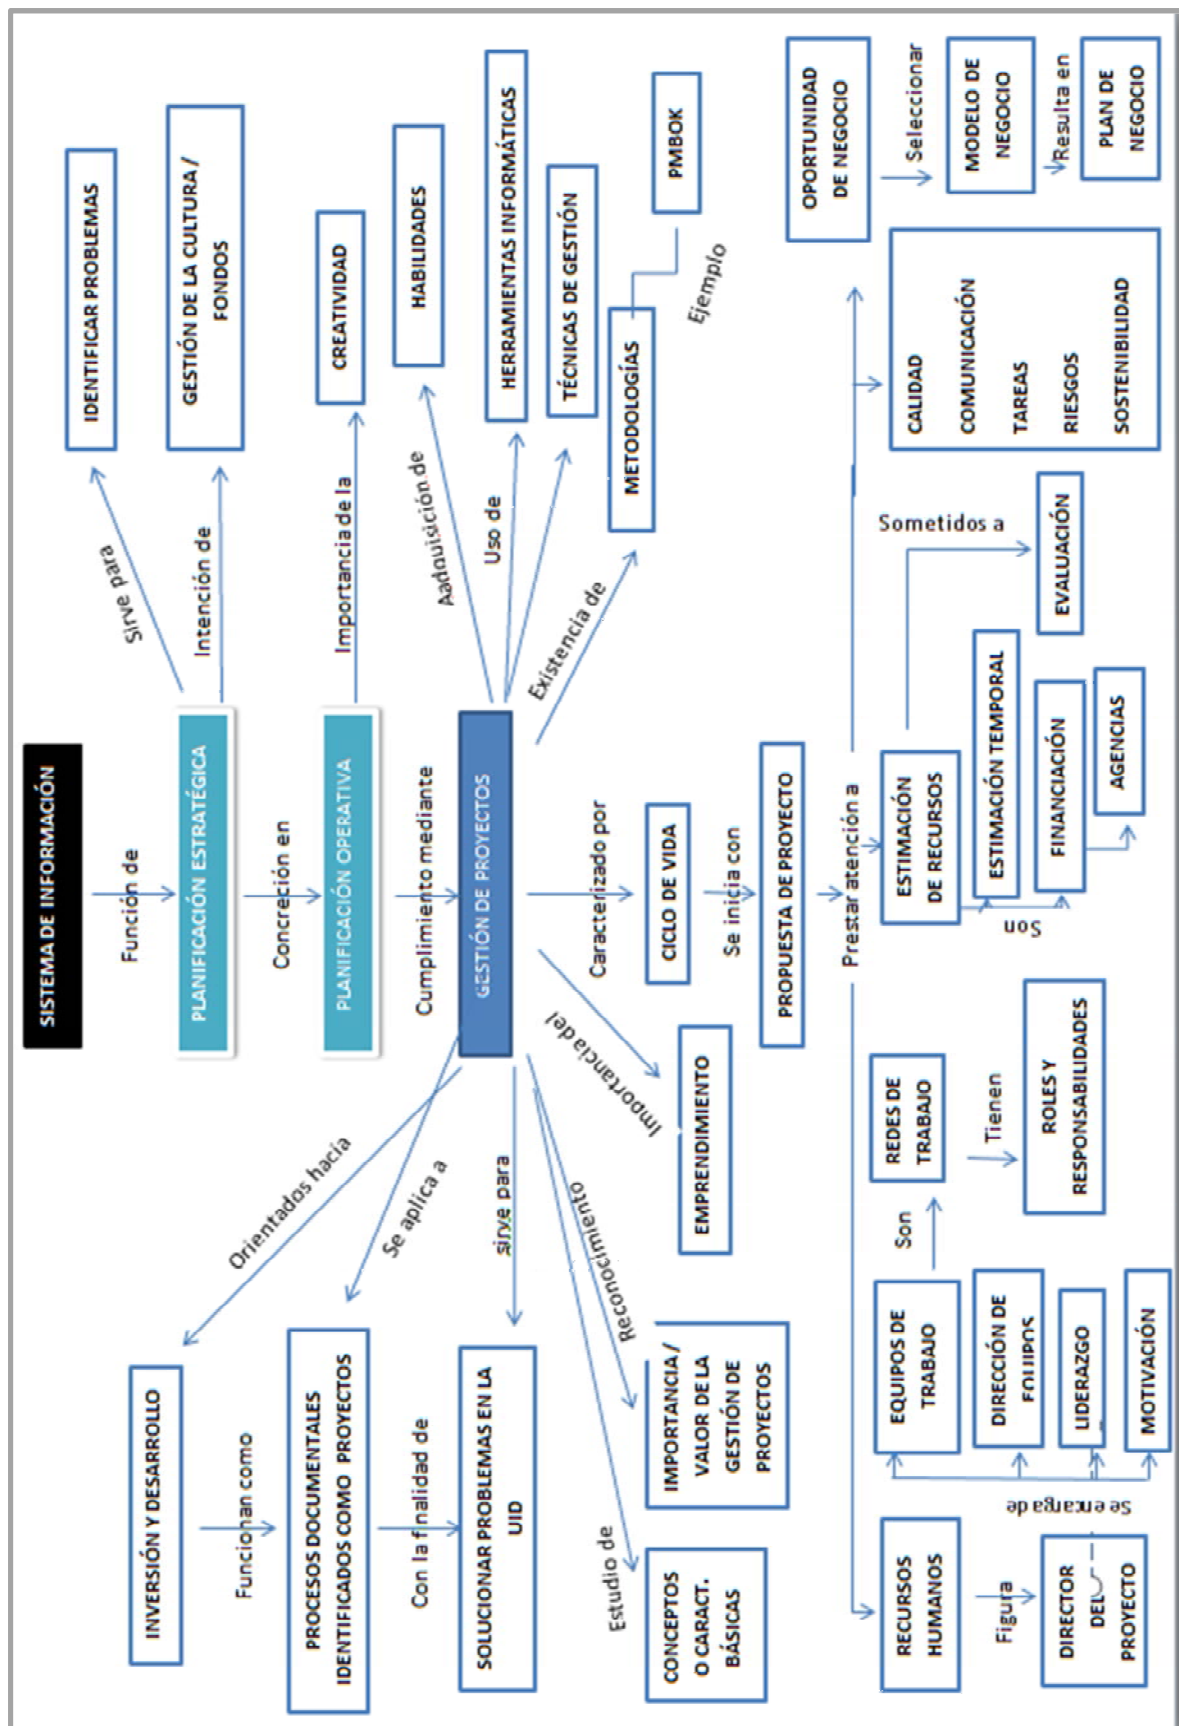 SISTEMA DE INFORMACIÓN
Función de
PLANIFICACIÓN ESTRATÉGICA
Sirve para
IDENTIFICAR PROBLEMAS
Intención de
GESTIÓN DE LA CULTURA /
FONDOS
Concreción en
PLANIFICACIÓN OPERATIVA
Importancia de la
CREATIVIDAD
Cumplimiento mediante
GESTIÓN DE PROYECTOS
Orientados hacia
INVERSIÓN Y DESARROLLO
Funcionan como
Se aplica a
PROCESOS DOCUMENTALES
IDENTIFICADOS COMO PROYECTOS
Con la finalidad de
sirve para
SOLUCIONAR PROBLEMAS EN LA
UID
Aadquisición de
HABILIDADES
Uso de
HERRAMIENTAS INFORMÁTICAS
TÉCNICAS DE GESTIÓN
Existencia de
METODOLOGÍAS
Ejemplo
PMBOK
Estudio de
CONCEPTOS
O CARACT.
BÁSICAS
Reconocimiento
IMPORTANCIA /
VALOR DE LA
GESTIÓN DE
PROYECTOS
Importancia del
EMPRENDIMIENTO
Caracterizado por
CICLO DE VIDA
Se inicia con
PROPUESTA DE PROYECTO
Prestar atención a
RECURSOS
HUMANOS
Figura
DIRECTOR
DEL
PROYECTO
Se encarga de
EQUIPOS DE
TRABAJO
DIRECCIÓN DE
EQUIPOS
LIDERAZGO
MOTIVACIÓN
Son
REDES DE
TRABAJO
Tienen
ROLES Y
RESPONSABILIDADES
ESTIMACIÓN
DE RECURSOS
Son
ESTIMACIÓN TEMPORAL
FINANCIACIÓN
AGENCIAS
Sometidos a
EVALUACIÓN
CALIDAD
COMUNICACIÓN
TAREAS
RIESGOS
SOSTENIBILIDAD
OPORTUNIDAD
DE NEGOCIO
Seleccionar
MODELO DE
NEGOCIO
Resulta en
PLAN DE
NEGOCIO